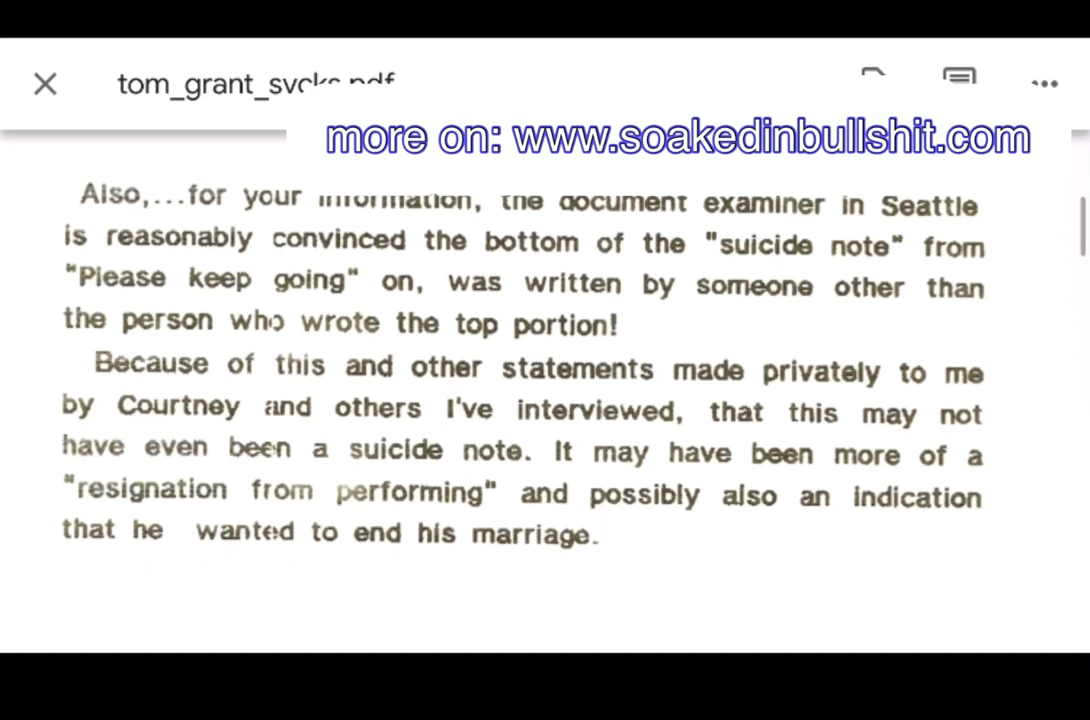 tom_grant_svcks.pdf
more on: www.soakedinbullshit.com
Also,...for your information, the document examiner in Seattle
is reasonably convinced the bottom of the "suicide note" from
"Please keep going" on, was written by someone other than
the person who wrote the top portion!
Because of this and other statements made privately to me
by Courtney and others I've interviewed, that this may not
have even been a suicide note. It may have been more of a
"resignation from performing" and possibly also an indication
that he wanted to end his marriage.